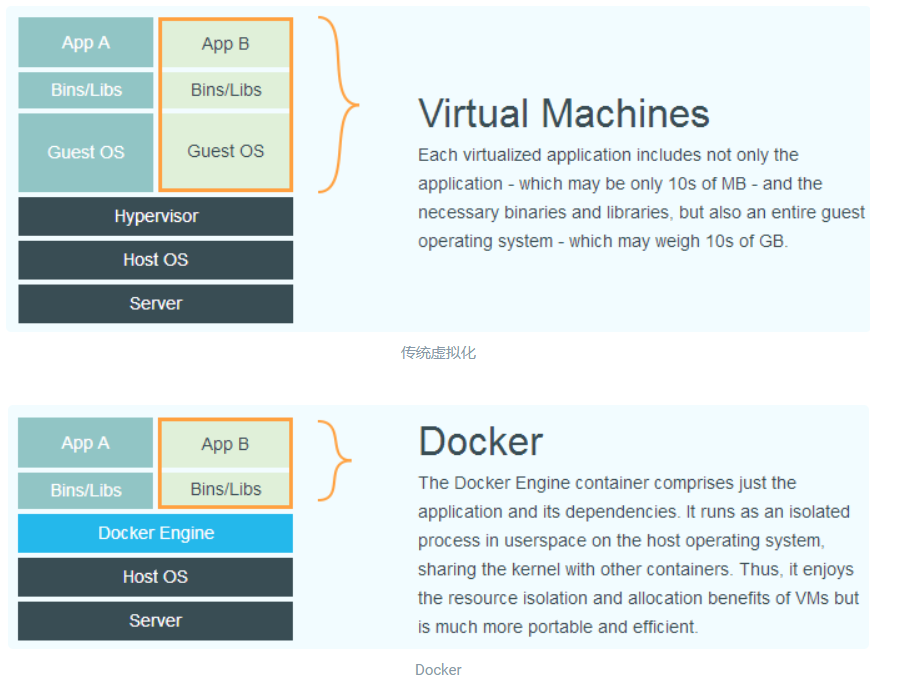 App A
App B
Bins/Libs
Bins/Libs
Guest OS
Guest OS
Hypervisor
Host OS
Server
Virtual Machines
Each virtualized application includes not only the
application - which may be only 10s of MB - and the
necessary binaries and libraries, but also an entire guest
operating system - which may weigh 10s of GB.
传统虚拟化
App A
App B
Bins/Libs
Bins/Libs
Docker Engine
Host OS
Server
Docker
The Docker Engine container comprises just the
application and its dependencies. It runs as an isolated
process in userspace on the host operating system,
sharing the kernel with other containers. Thus, it enjoys
the resource isolation and allocation benefits of VMs but
is much more portable and efficient.
Docker